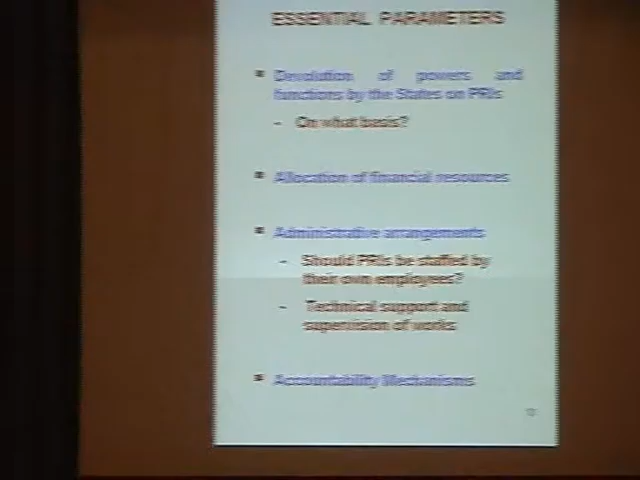 ESSENTIAL PARAMETERS
Devolution of powers and
functions by the States on PRIs
- On what basis?
Allocation of financial resources
Administrative arrangements
- Should PRIs be staffed by
their own employees?
- Technical support and
supervision of works
Accountability Mechanisms